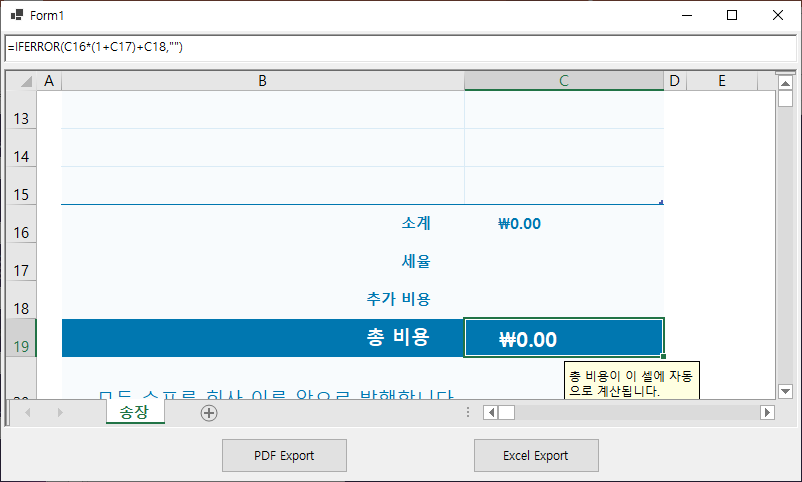 Form1
=IFERROR(C16*(1+C17)+C18,"")
A B C D E
13
14
15
16 소계 ₩0.00
17 세율
18 추가 비용
19 총 비용 ₩0.00
총 비용이 이 셀에 자동
으로 계산됩니다.
송장
PDF Export Excel Export